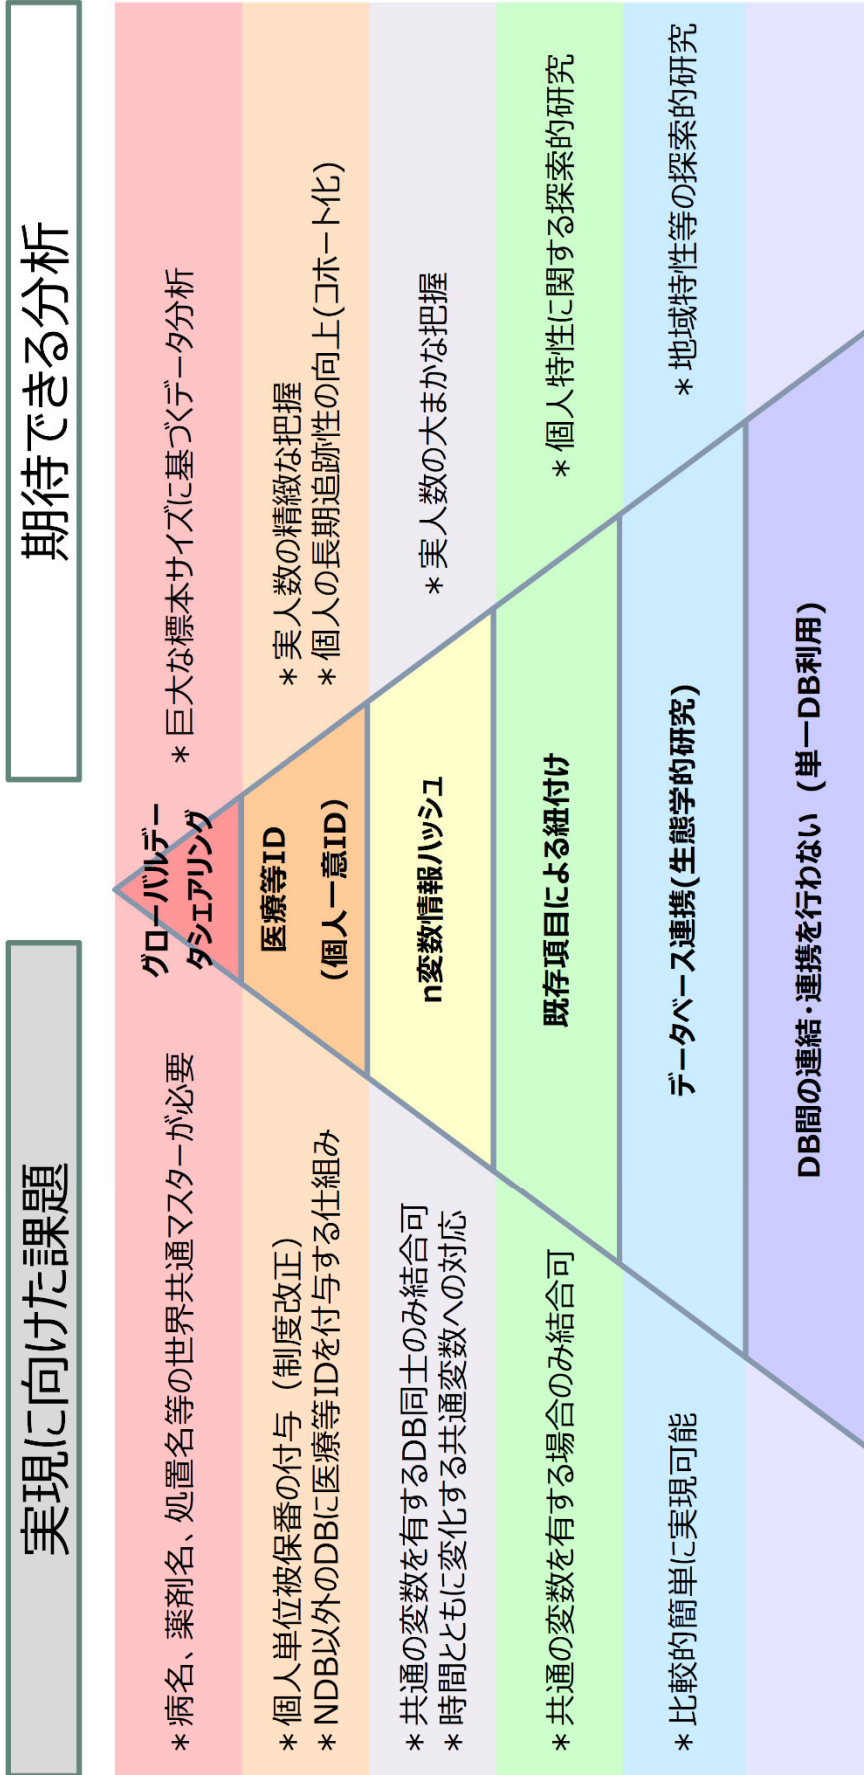 実現に向けた課題
期待できる分析
＊病名、薬剤名、処置名等の世界共通マスターが必要
グローバルデー
タシェアリング
＊巨大な標本サイズに基づくデータ分析
＊個人単位被保番の付与（制度改正）
＊NDB以外のDBに医療等IDを付与する仕組み
医療等ID
(個人一意ID)
＊実人数の精緻な把握
＊個人の長期追跡性の向上(コホート化)
＊共通の変数を有するDB同士のみ結合可
＊時間とともに変化する共通変数への対応
n変数情報ハッシュ
＊実人数の大まかな把握
＊共通の変数を有する場合のみ結合可
既存項目による紐付け
＊個人特性に関する探索的研究
＊比較的簡単に実現可能
データベース連携(生態学的研究)
＊地域特性等の探索的研究
DB間の連結・連携を行わない（単一DB利用)